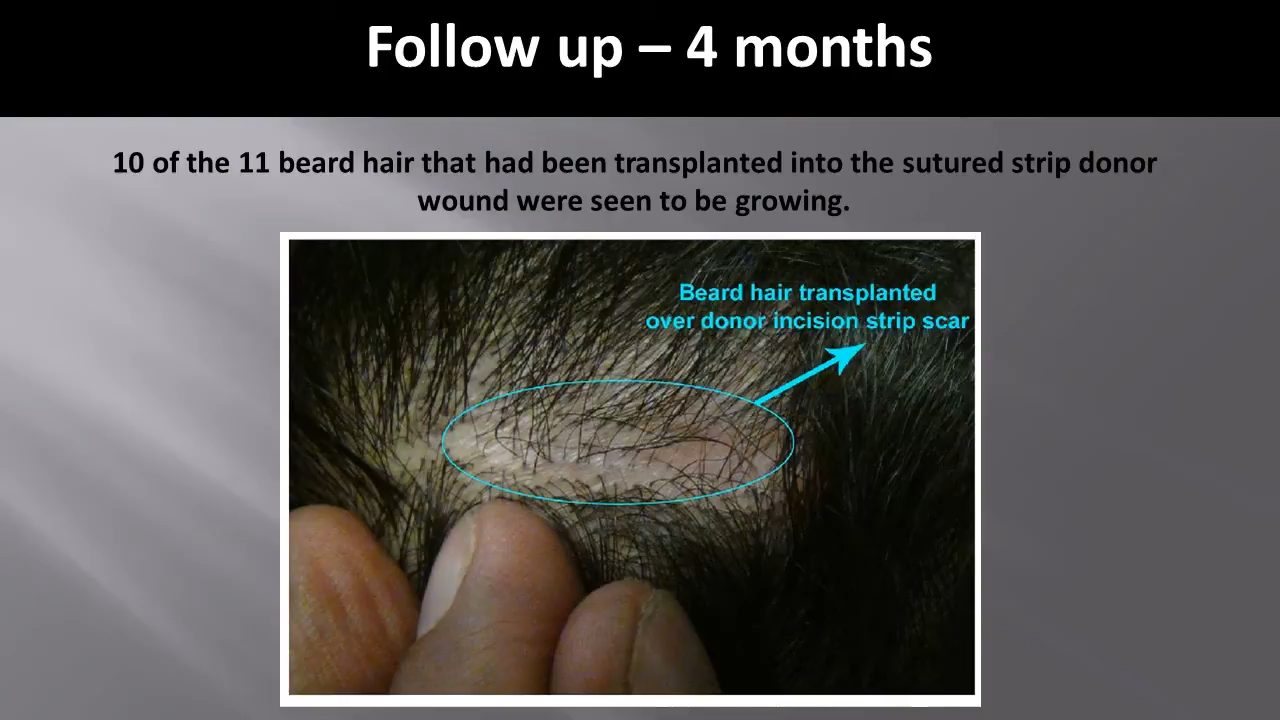 Follow up – 4 months
10 of the 11 beard hair that had been transplanted into the sutured strip donor
wound were seen to be growing.
Beard hair transplanted
over donor incision strip scar